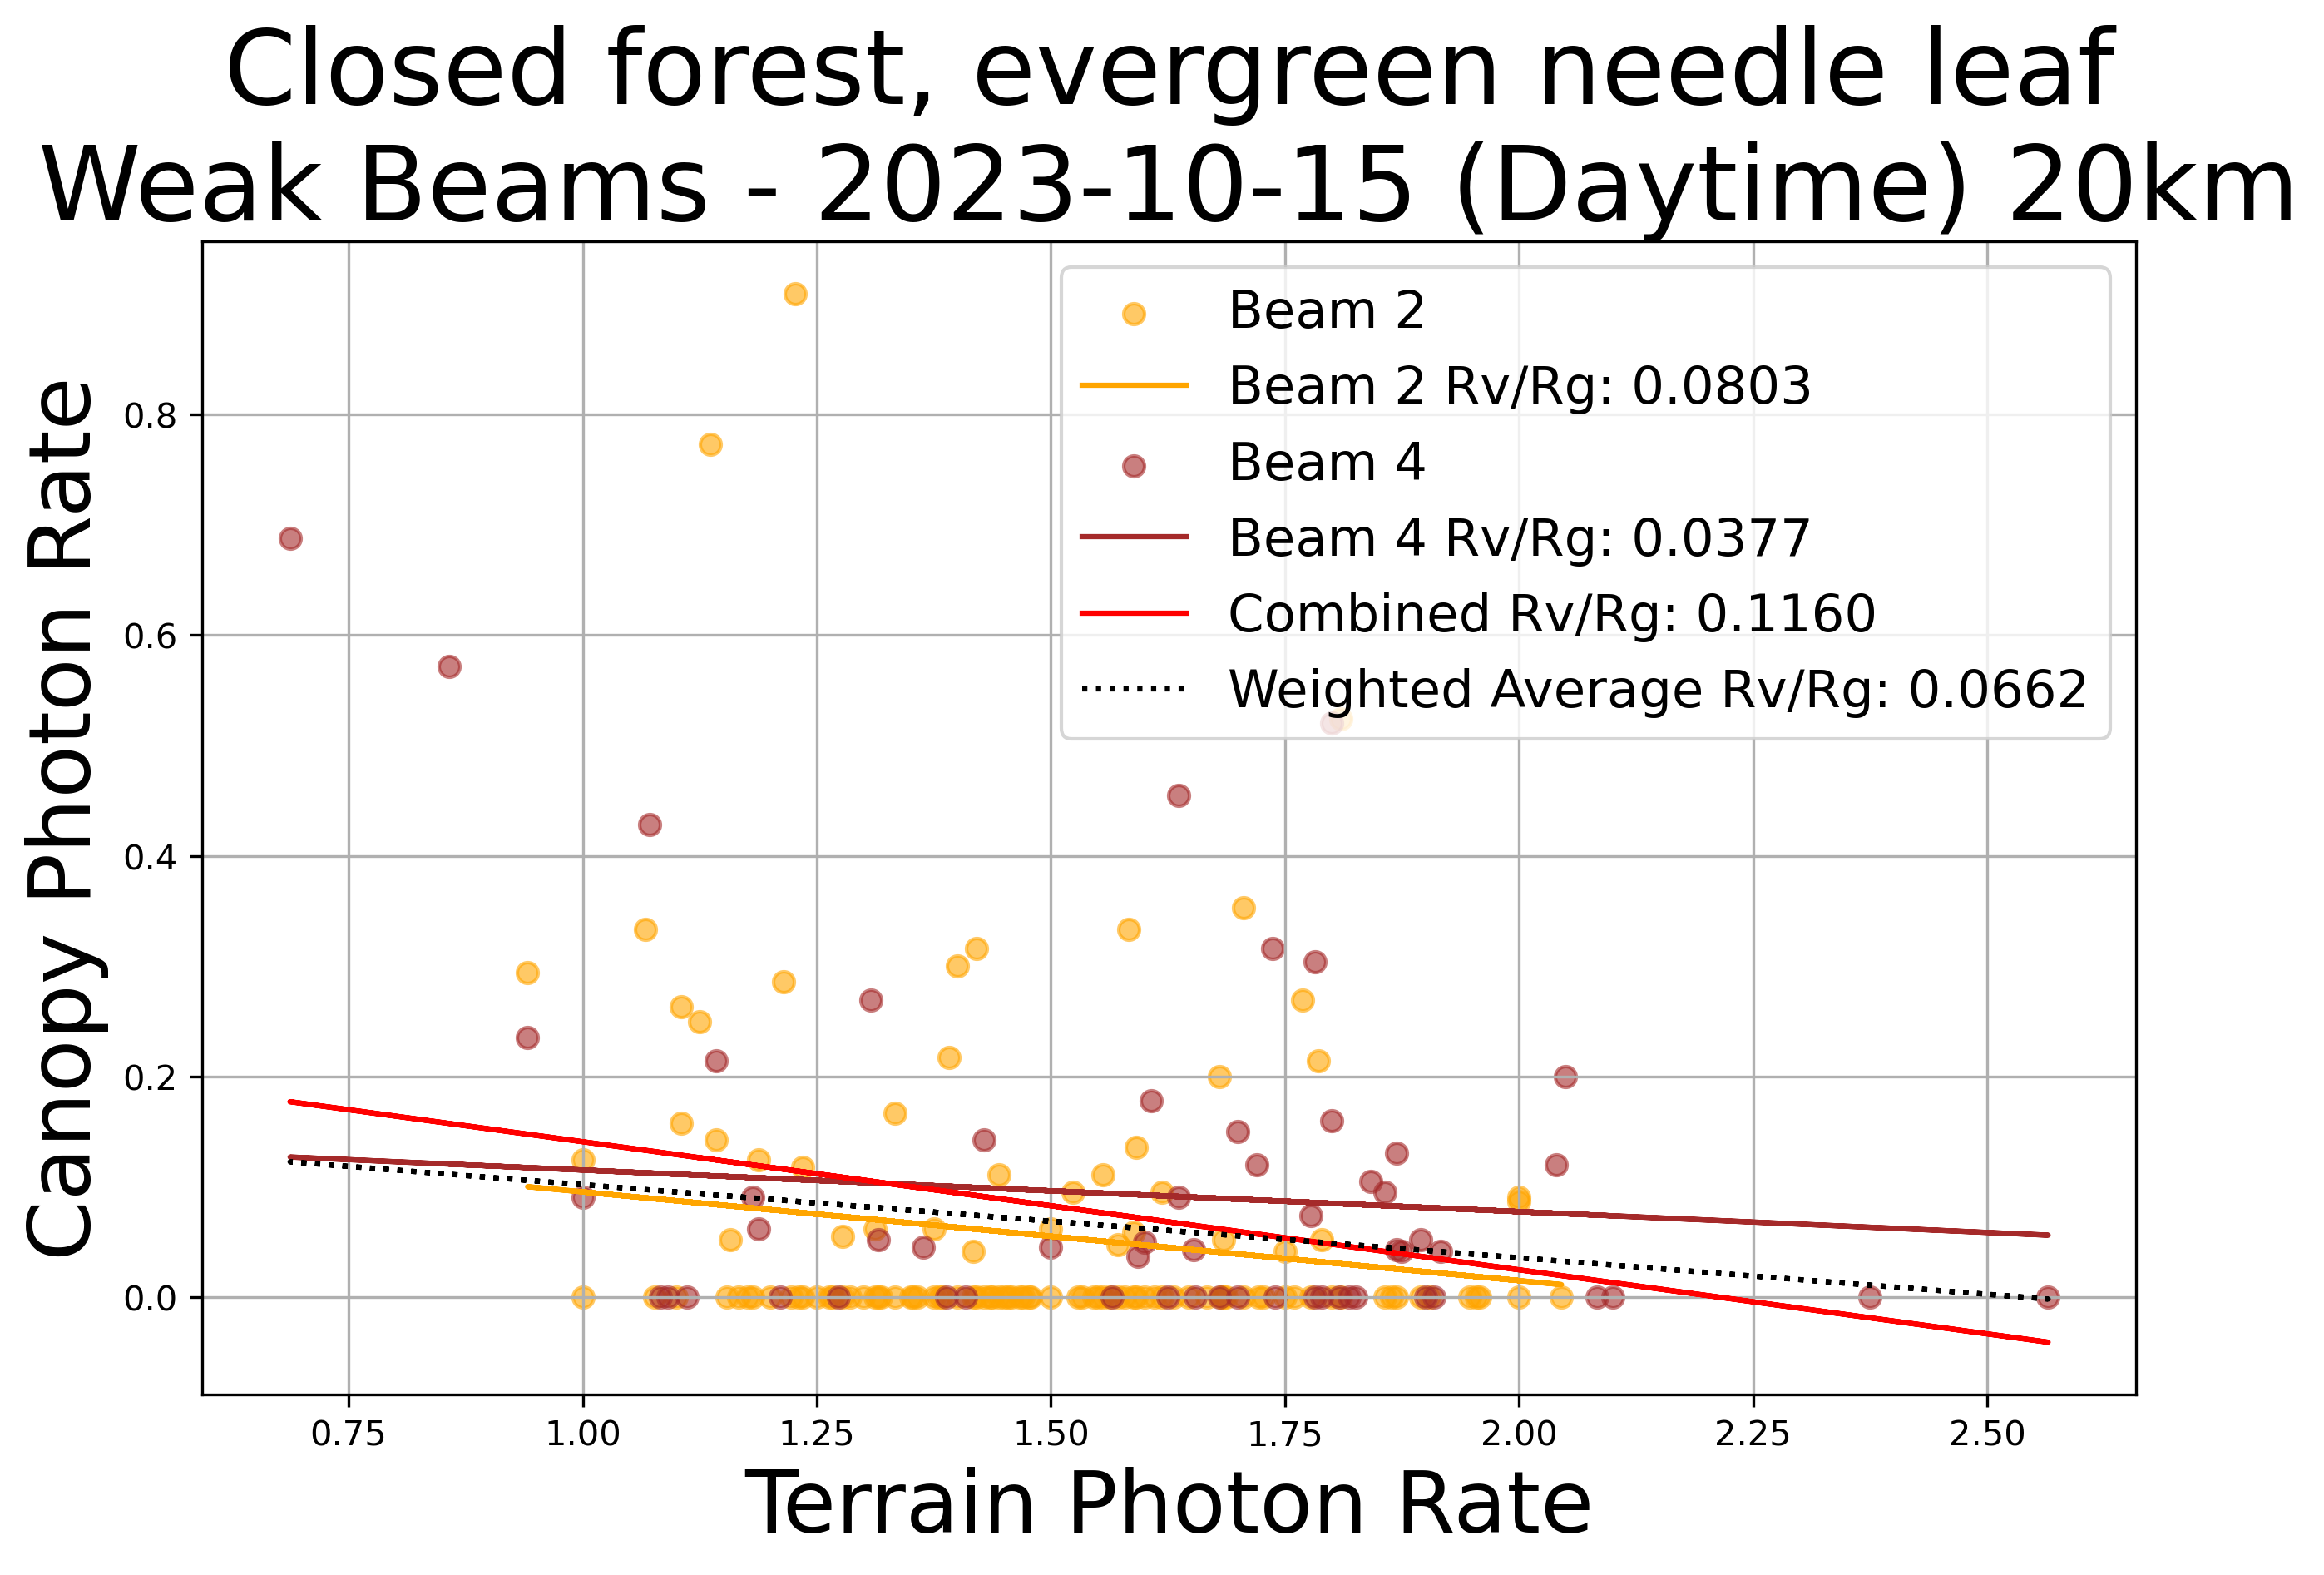 Closed forest, evergreen needle leaf
Weak Beams - 2023-10-15 (Daytime) 20km
Beam 2
Beam 2 Rv/Rg: 0.0803
Beam 4
Beam 4 Rv/Rg: 0.0377
Combined Rv/Rg: 0.1160
Weighted Average Rv/Rg: 0.0662
Canopy Photon Rate
0.8
0.6
0.4
0.2
0.0
0.75 1.00 1.25 1.50 1.75 2.00 2.25 2.50
Terrain Photon Rate